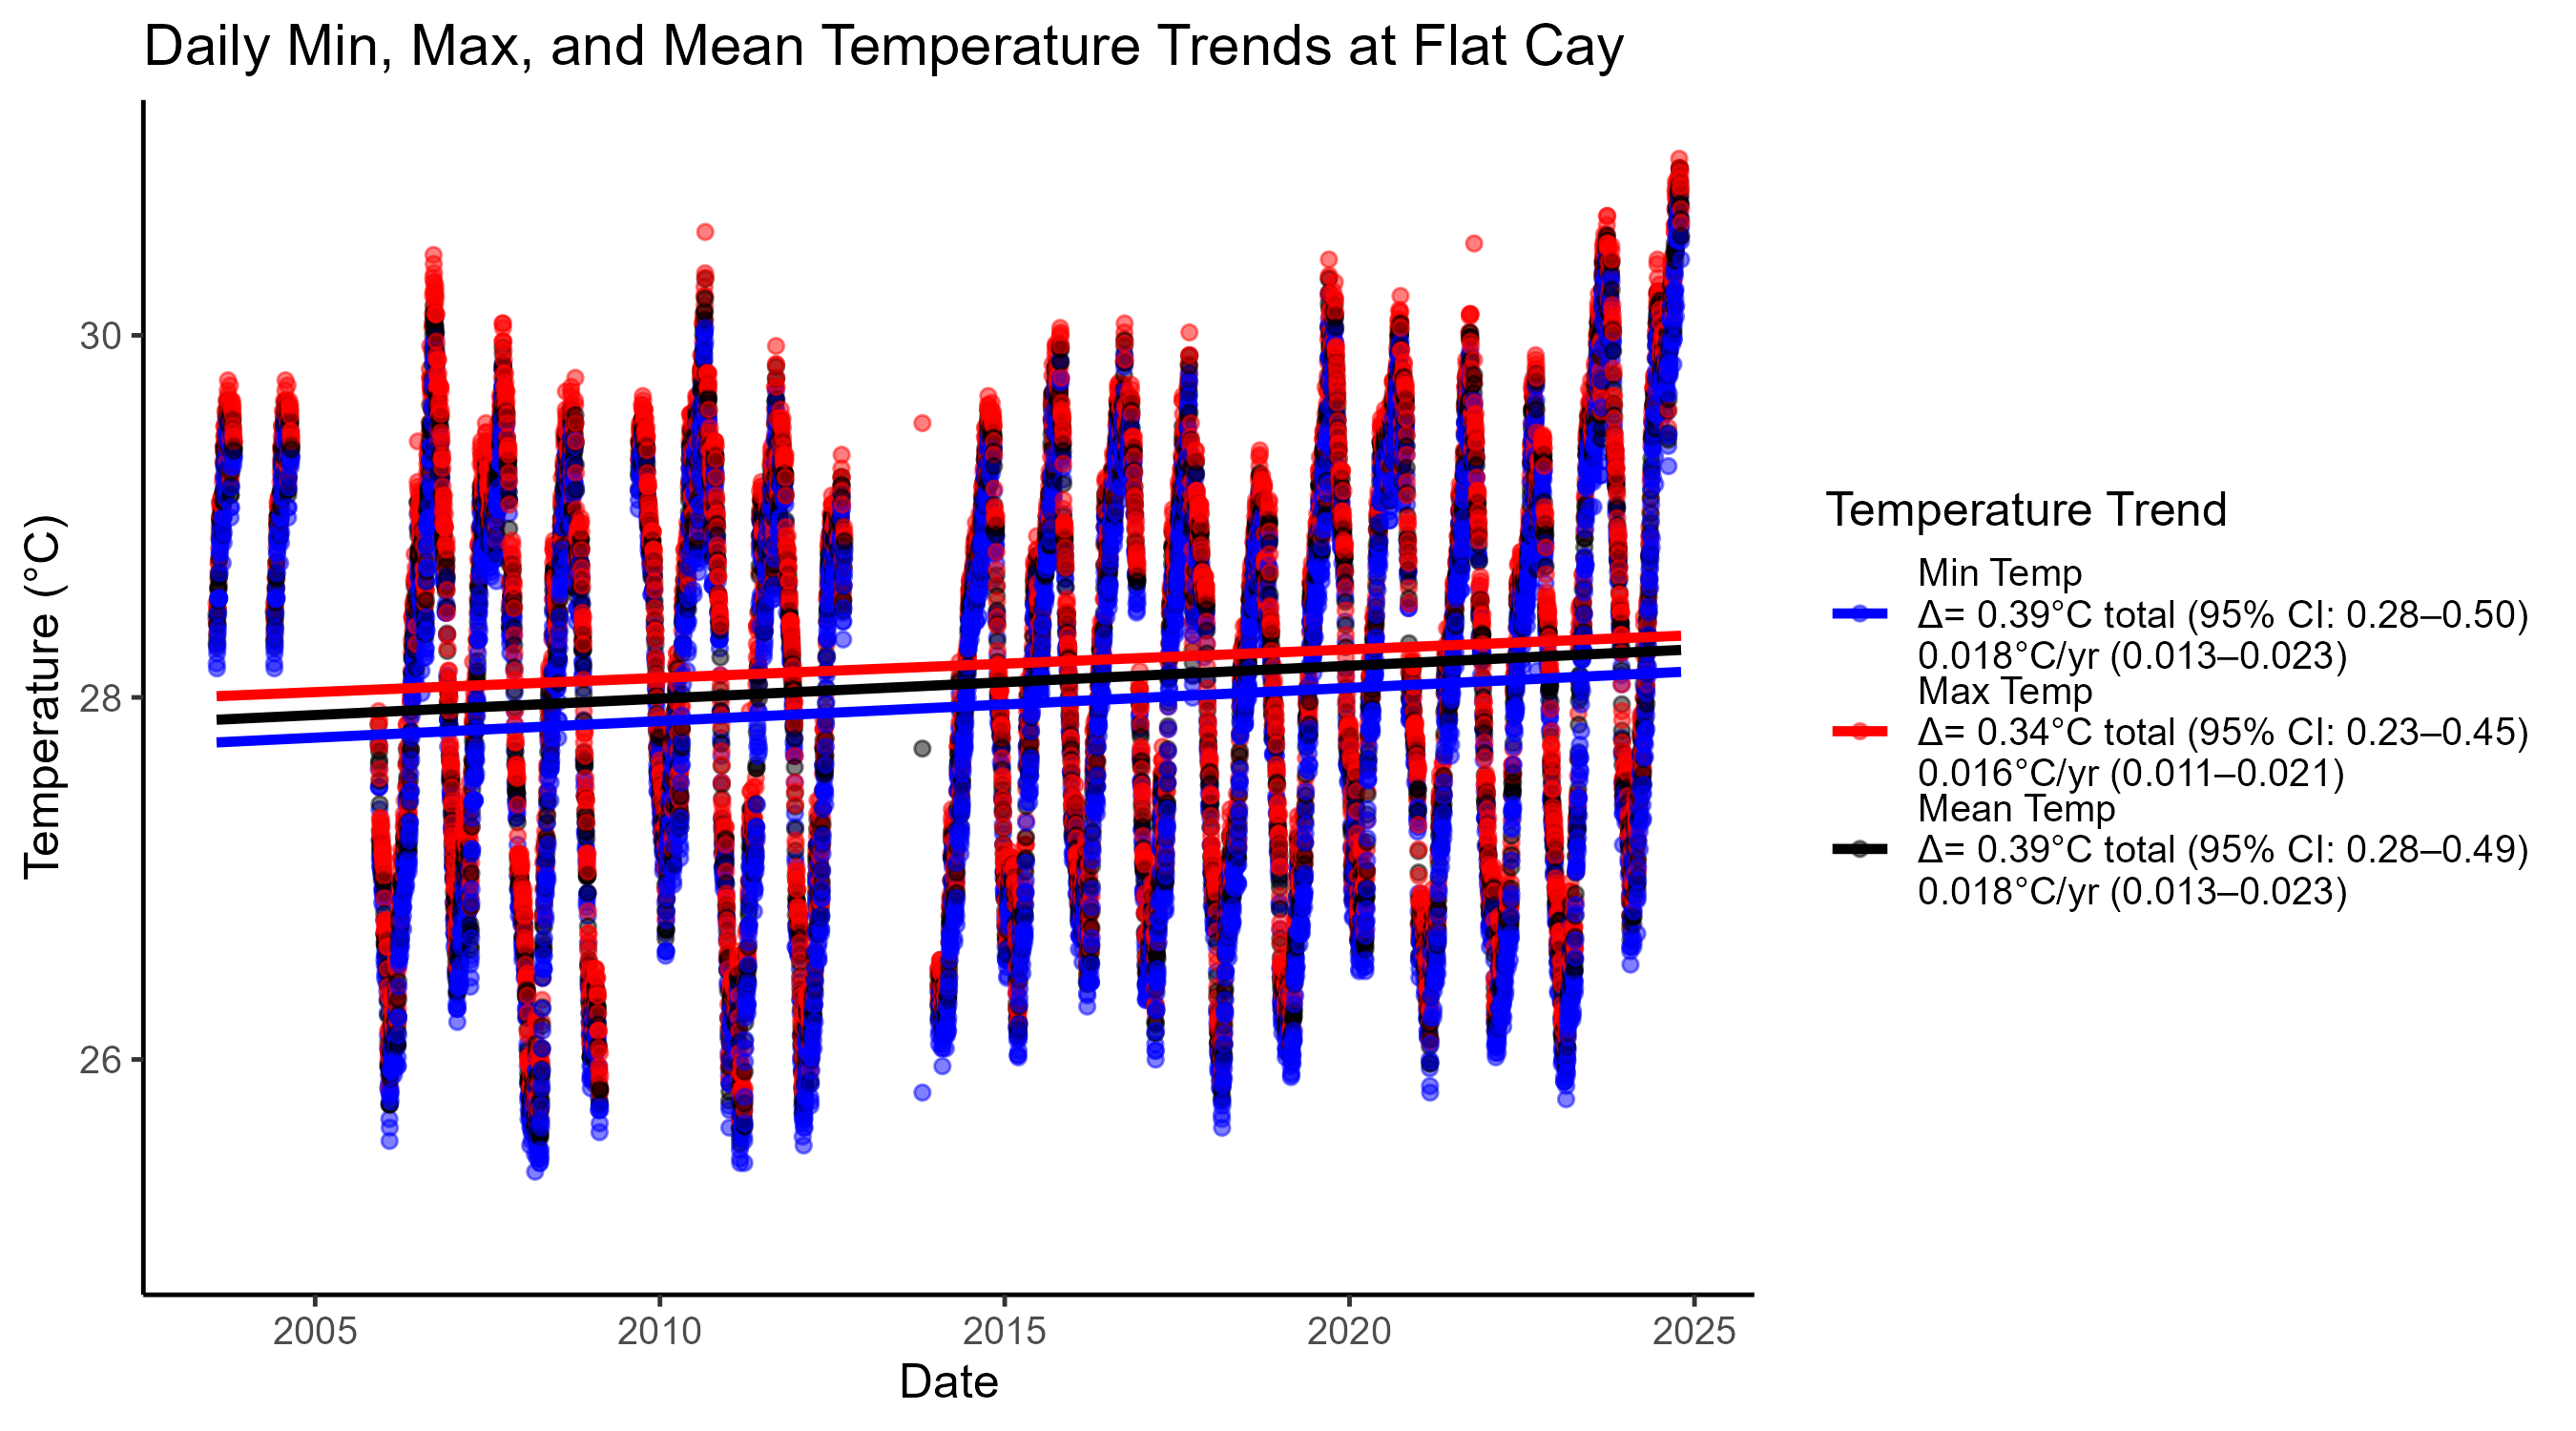 Daily Min, Max, and Mean Temperature Trends at Flat Cay
Temperature (°C)
30
28
26
2005
2010
2015
2020
2025
Date
Temperature Trend
Min Temp
Δ= 0.39°C total (95% CI: 0.28–0.50)
0.018°C/yr (0.013–0.023)
Max Temp
Δ= 0.34°C total (95% CI: 0.23–0.45)
0.016°C/yr (0.011–0.021)
Mean Temp
Δ= 0.39°C total (95% CI: 0.28–0.49)
0.018°C/yr (0.013–0.023)